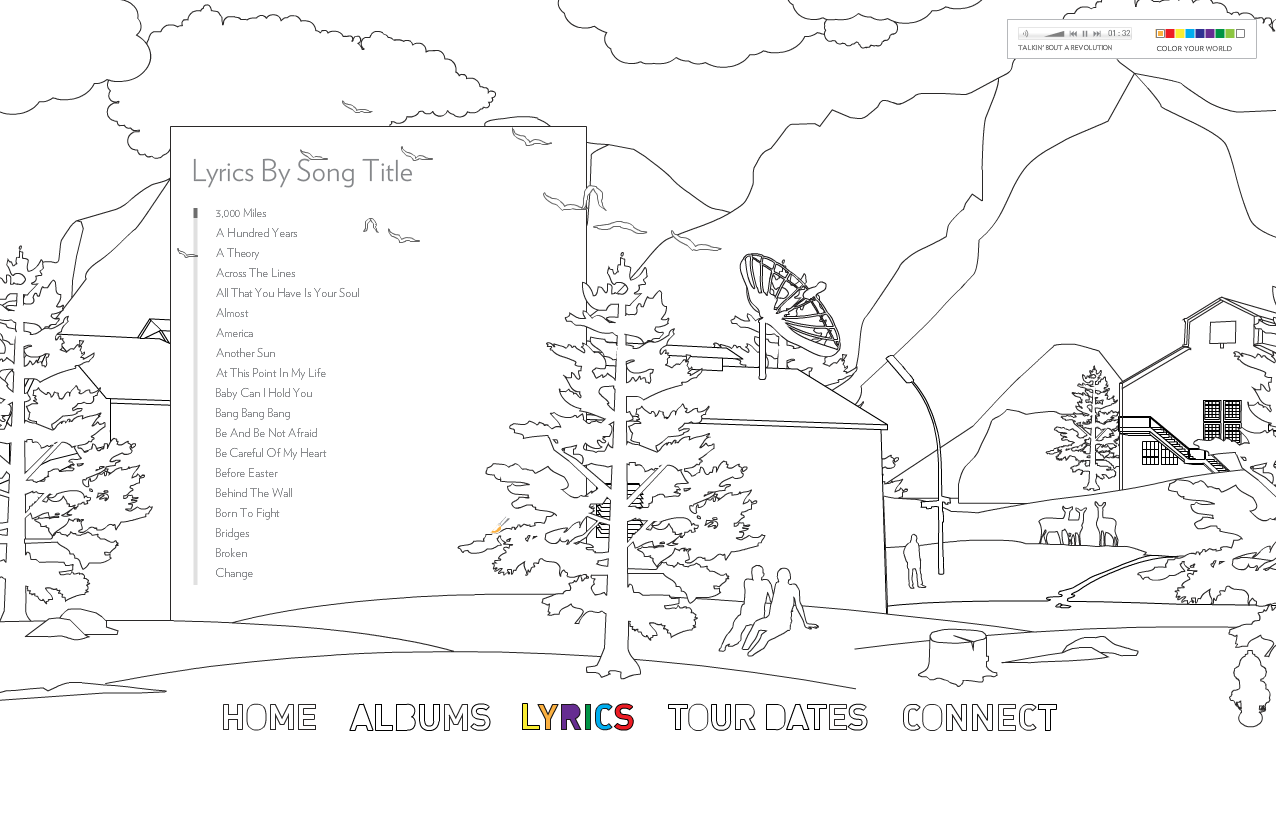 01:32
TALKIN' BOUT A REVOLUTION
COLOR YOUR WORLD
Lyrics By Song Title
3,000 Miles
A Hundred Years
A Theory
Across The Lines
All That You Have Is Your Soul
Almost
America
Another Sun
At This Point In My Life
Baby Can I Hold You
Bang Bang Bang
Be And Be Not Afraid
Be Careful Of My Heart
Before Easter
Behind The Wall
Born To Fight
Bridges
Broken
Change
HOME ALBUMS LYRICS TOUR DATES CONNECT